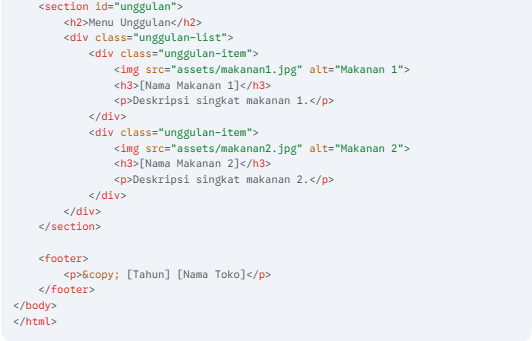 <section id="unggulan">
<h2>Menu Unggulan</h2>
<div class="unggulan-list">
<div class="unggulan-item">
<img src="assets/makanan1.jpg" alt="Makanan 1">
<h3>[Nama Makanan 1]</h3>
<p>Deskripsi singkat makanan 1.</p>
</div>
<div class="unggulan-item">
<img src="assets/makanan2.jpg" alt="Makanan 2">
<h3>[Nama Makanan 2]</h3>
<p>Deskripsi singkat makanan 2.</p>
</div>
</div>
</section>
<footer>
<p>&copy; [Tahun] [Nama Toko]</p>
</footer>
</body>
</html>